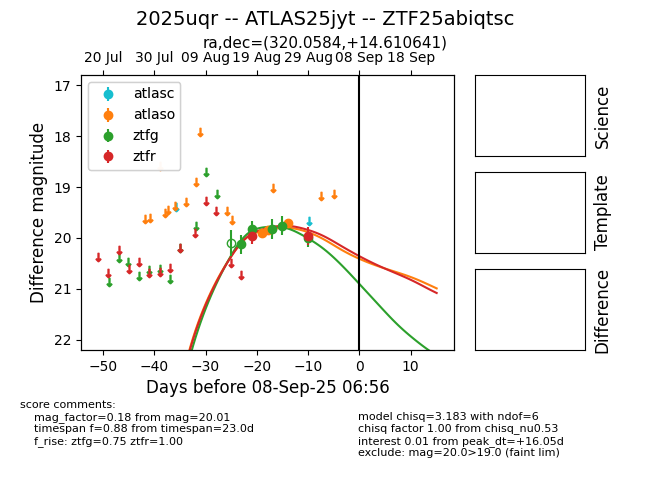 2025uqr -- ATLAS25jyt -- ZTF25abiqtsc
ra,dec=(320.0584,+14.610641)
20 Jul 30 Jul 09 Aug 19 Aug 29 Aug 08 Sep 18 Sep
17
18
19
20
21
22
Difference magnitude
atlasc
atlaso
ztfg
ztfr
−50 −40 −30 −20 −10 0 10
Days before 08-Sep-25 06:56
Science
Template
Difference
score comments:
mag_factor=0.18 from mag=20.01
timespan f=0.88 from timespan=23.0d
f_rise: ztfg=0.75 ztfr=1.00
model chisq=3.183 with ndof=6
chisq factor 1.00 from chisq_nu0.53
interest 0.01 from peak_dt=+16.05d
exclude: mag=20.0>19.0 (faint lim)